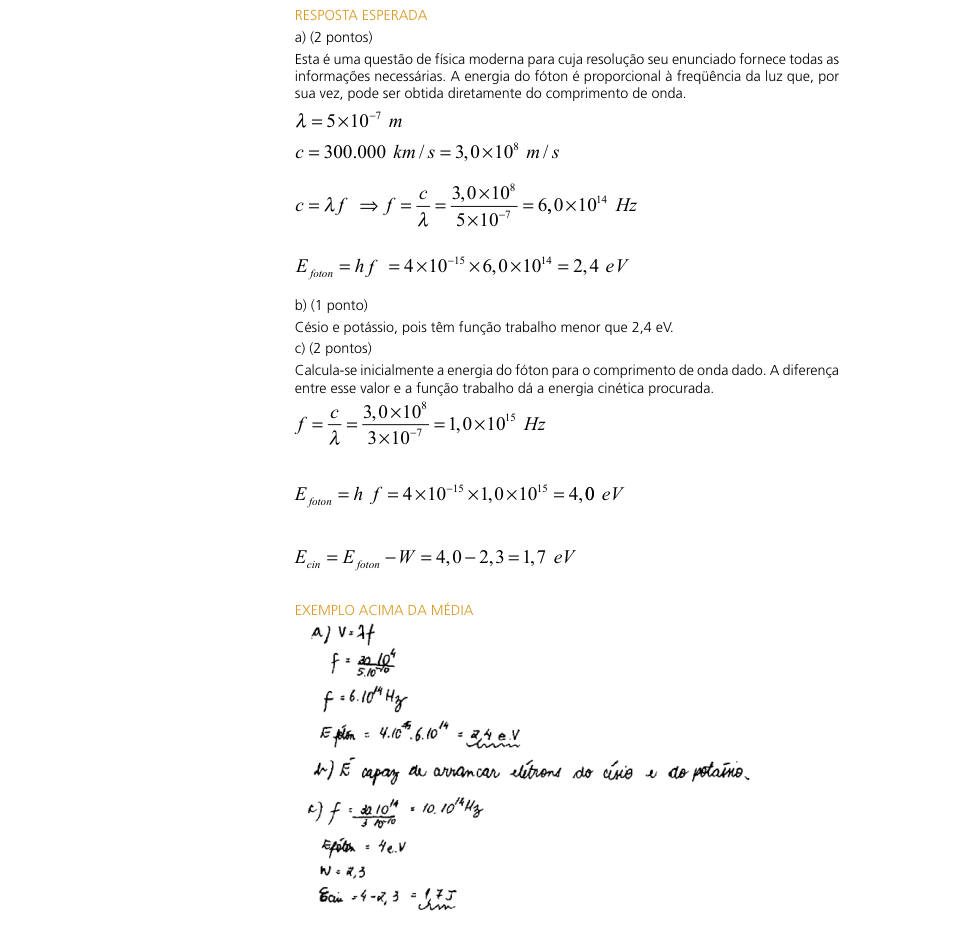 RESPOSTA ESPERADA
a) (2 pontos)
Esta é uma questão de física moderna para cuja resolução seu enunciado fornece todas as
informações necessárias. A energia do fóton é proporcional à freqüência da luz que, por
sua vez, pode ser obtida diretamente do comprimento de onda.
λ = 5×10⁻⁷ m
c = 300.000 km / s = 3,0×10⁸ m / s
c = λf ⇒ f = c/λ = 3,0×10⁸/5×10⁻⁷ = 6,0×10¹⁴ Hz
E foton = h f = 4×10⁻¹⁵×6,0×10¹⁴ = 2,4 eV
b) (1 ponto)
Césio e potássio, pois têm função trabalho menor que 2,4 eV.
c) (2 pontos)
Calcula-se inicialmente a energia do fóton para o comprimento de onda dado. A diferença
entre esse valor e a função trabalho dá a energia cinética procurada.
f = c/λ = 3,0×10⁸/3×10⁻⁷ = 1,0×10¹⁵ Hz
E foton = h f = 4×10⁻¹⁵×1,0×10¹⁵ = 4,0 eV
E cin = E foton − W = 4,0 − 2,3 = 1,7 eV
EXEMPLO ACIMA DA MÉDIA
a) V = λf
f = 30.10⁴/5.10⁻¹⁰
f = 6.10¹⁴ Hz
E fóton = 4.10⁻¹⁵.6.10¹⁴ = 2,4 e.V
b) É capaz de arrancar elétrons do césio e do potássio.
c) f = 30.10¹⁴/3 10⁻¹⁰ = 10.10¹⁴ Hz
Efóton = 4e.V
W = 2,3
Ecin = 4-2,3 = 1,7 J